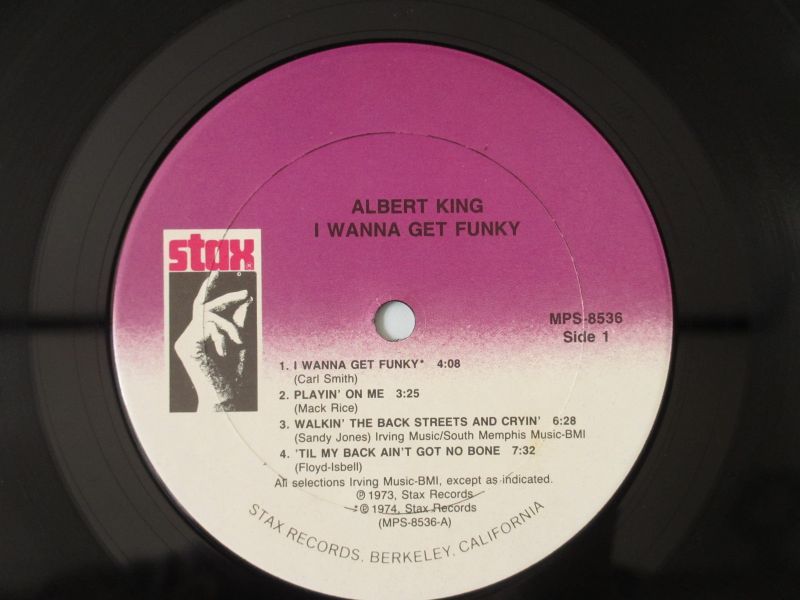 ALBERT KING
I WANNA GET FUNKY
stax
MPS-8536
Side 1
1. I WANNA GET FUNKY* 4:08
(Carl Smith)
2. PLAYIN' ON ME 3:25
(Mack Rice)
3. WALKIN' THE BACK STREETS AND CRYIN' 6:28
(Sandy Jones) Irving Music/South Memphis Music-BMI
4. 'TIL MY BACK AIN'T GOT NO BONE 7:32
(Floyd-Isbell)
All selections Irving Music-BMI, except as indicated.
℗ 1973, Stax Records
*℗ 1974, Stax Records
(MPS-8536-A)
STAX RECORDS, BERKELEY, CALIFORNIA